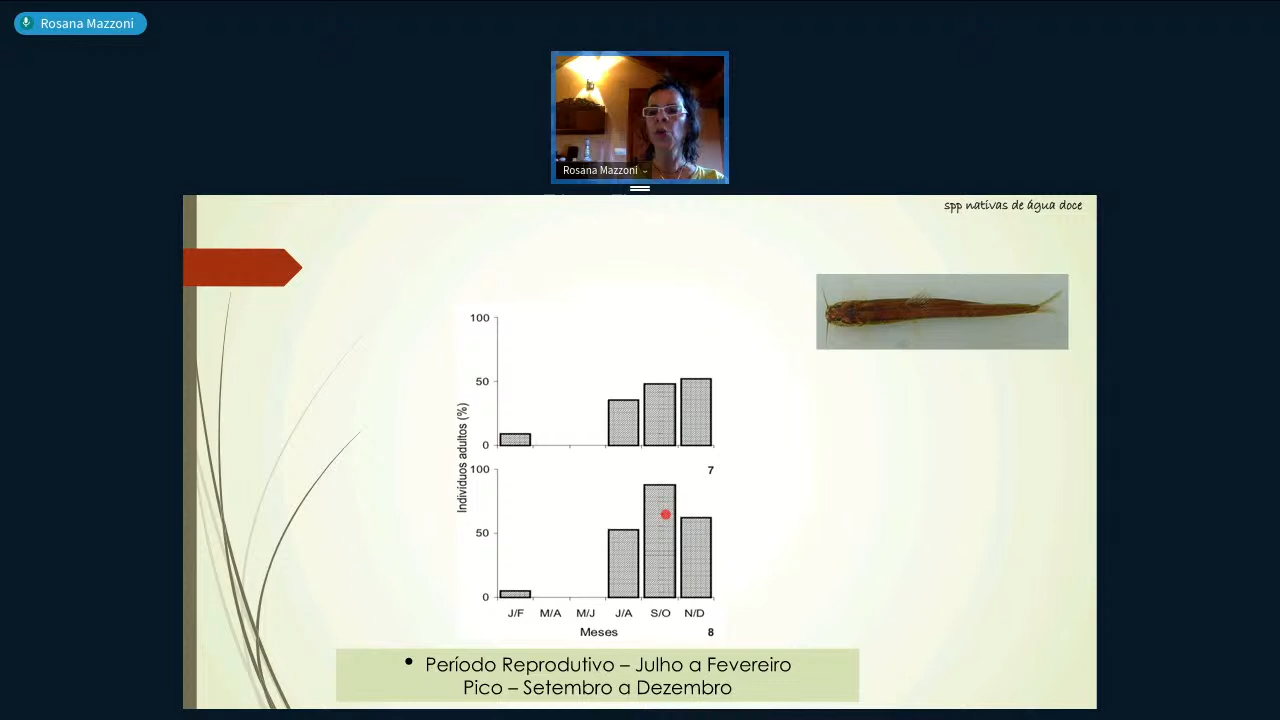 Rosana Mazzoni
Rosana Mazzoni
spp nativas de água doce
100
50
0
7
Indivíduos adultos (%)
100
50
0
J/F M/A M/J J/A S/O N/D
Meses
8
• Período Reprodutivo – Julho a Fevereiro
Pico – Setembro a Dezembro